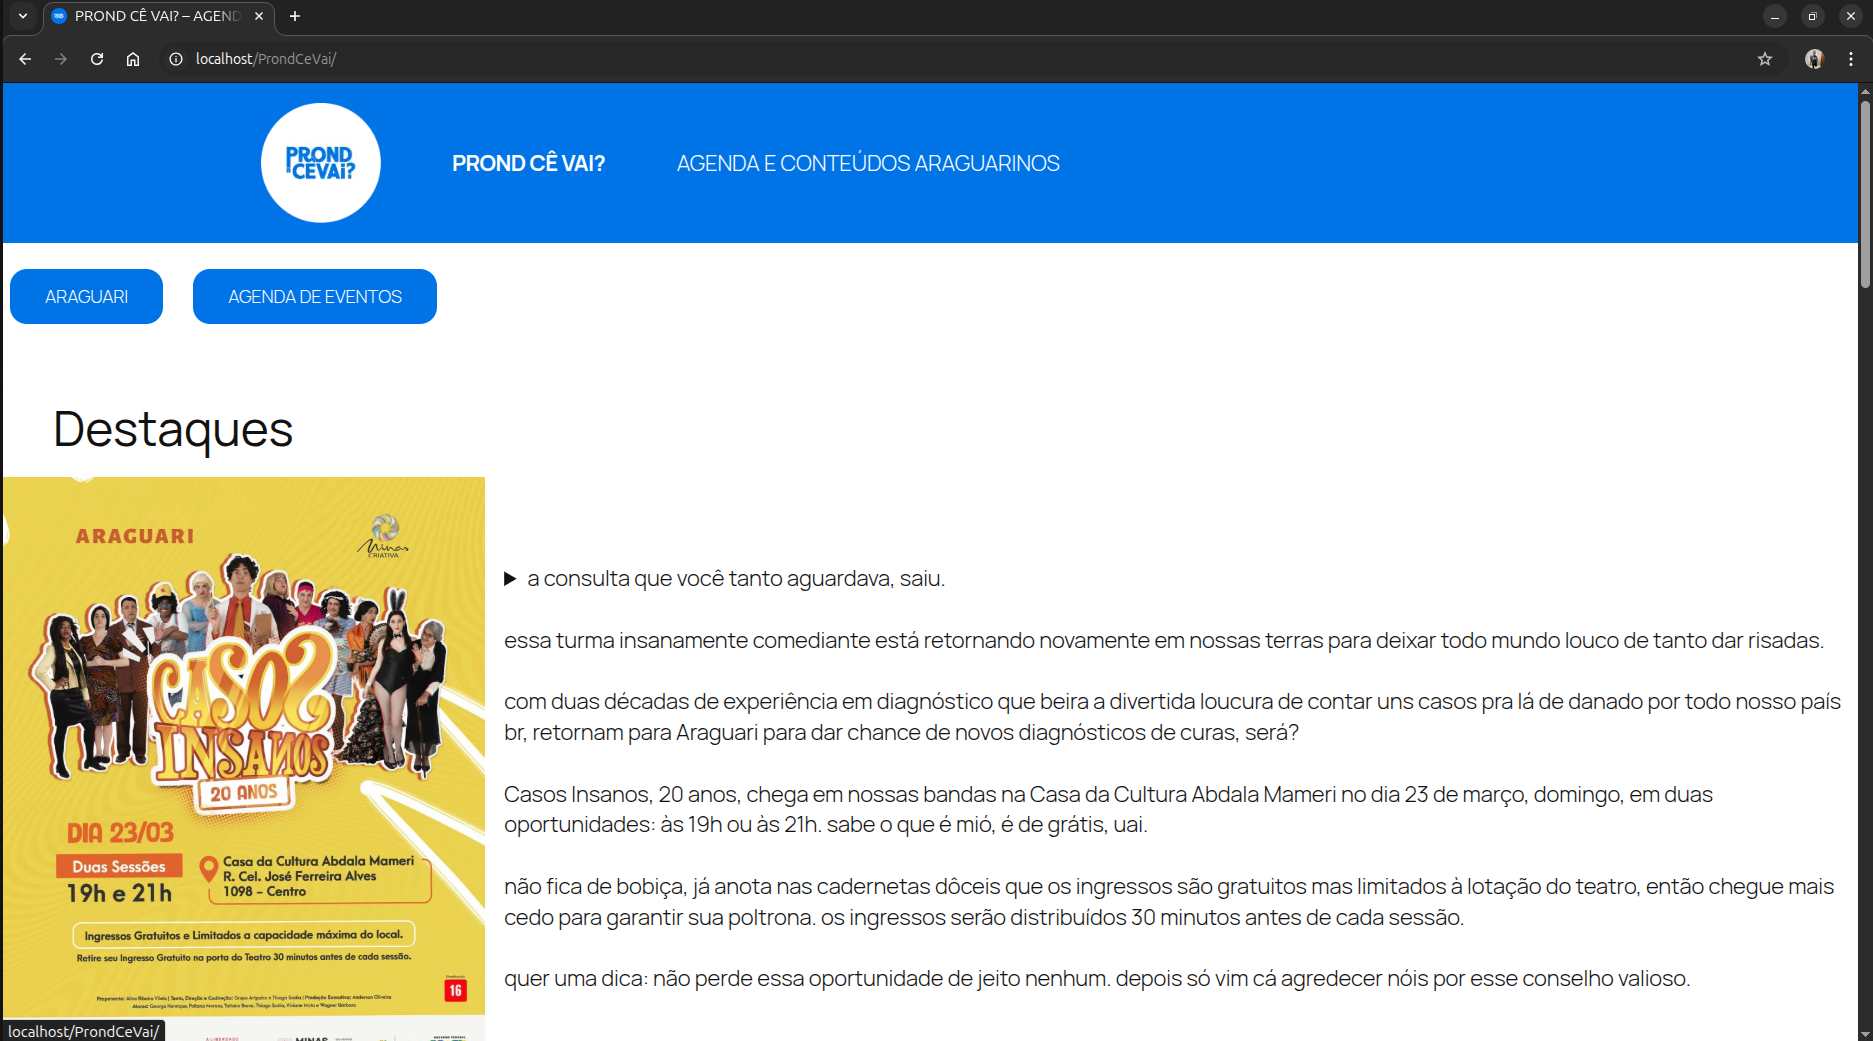 PROND CÊ VAI? – AGEND
localhost/ProndCeVai/
PROND
CÊVAi?
PROND CÊ VAI?
AGENDA E CONTEÚDOS ARAGUARINOS
ARAGUARI
AGENDA DE EVENTOS
Destaques
ARAGUARI
Minas
CRIATIVA
CASOS
INSANOS
20 ANOS
DIA 23/03
Duas Sessões
19h e 21h
Casa da Cultura Abdala Mameri
R. Cel. José Ferreira Alves
1098 – Centro
Ingressos Gratuitos e Limitados a capacidade máxima do local.
Retire seu Ingresso Gratuito na porta do Teatro 30 minutos antes de cada sessão.
16
a consulta que você tanto aguardava, saiu.
essa turma insanamente comediante está retornando novamente em nossas terras para deixar todo mundo louco de tanto dar risadas.
com duas décadas de experiência em diagnóstico que beira a divertida loucura de contar uns casos pra lá de danado por todo nosso país
br, retornam para Araguari para dar chance de novos diagnósticos de curas, será?
Casos Insanos, 20 anos, chega em nossas bandas na Casa da Cultura Abdala Mameri no dia 23 de março, domingo, em duas
oportunidades: às 19h ou às 21h. sabe o que é mió, é de grátis, uai.
não fica de bobiça, já anota nas cadernetas dôceis que os ingressos são gratuitos mas limitados à lotação do teatro, então chegue mais
cedo para garantir sua poltrona. os ingressos serão distribuídos 30 minutos antes de cada sessão.
quer uma dica: não perde essa oportunidade de jeito nenhum. depois só vim cá agredecer nóis por esse conselho valioso.
localhost/ProndCeVai/